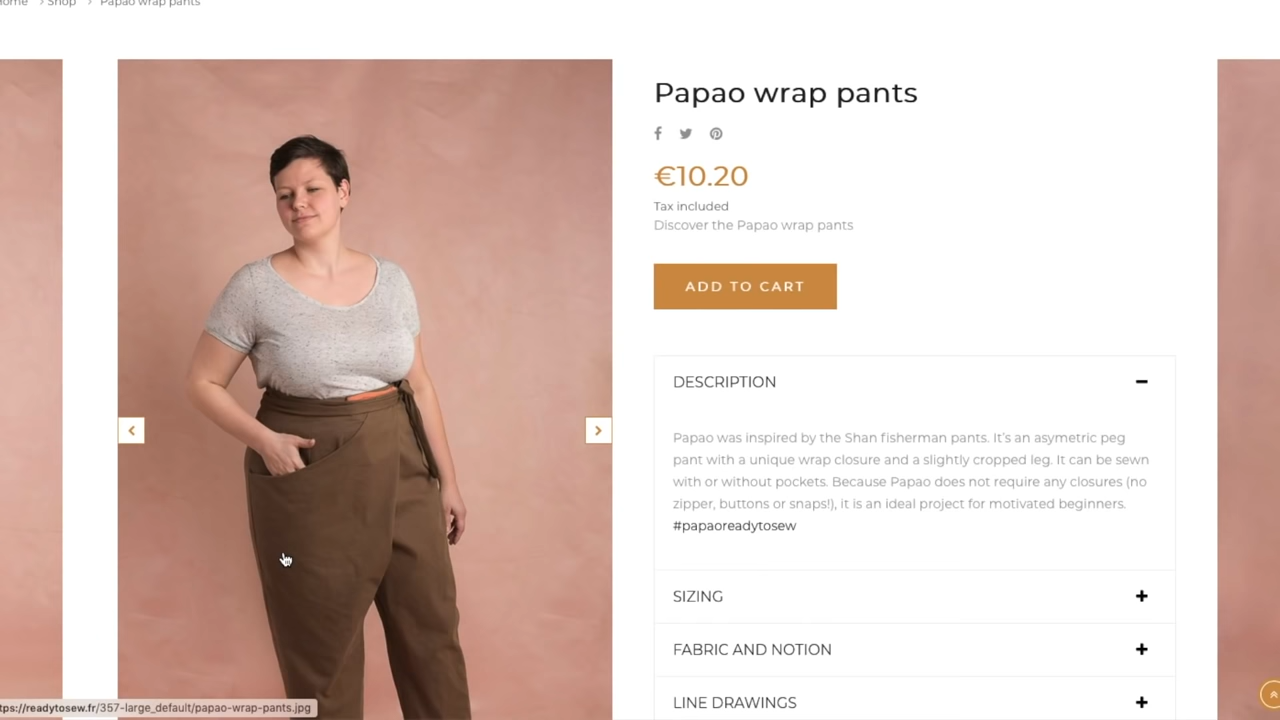 Home > Shop > Papao wrap pants
Papao wrap pants
€10.20
Tax included
Discover the Papao wrap pants
ADD TO CART
DESCRIPTION
Papao was inspired by the Shan fisherman pants. It's an asymetric peg
pant with a unique wrap closure and a slightly cropped leg. It can be sewn
with or without pockets. Because Papao does not require any closures (no
zipper, buttons or snaps!), it is an ideal project for motivated beginners.
#papaoreadytosew
SIZING
FABRIC AND NOTION
LINE DRAWINGS
tps://readytosew.fr/357-large_default/papao-wrap-pants.jpg